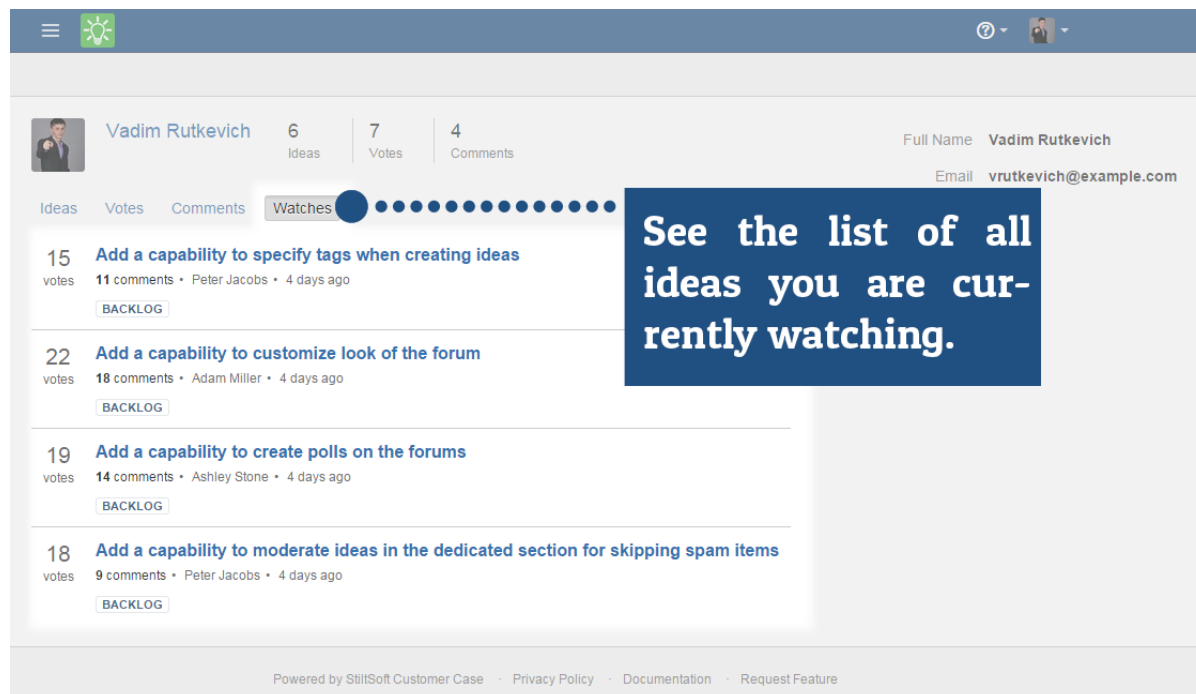 Vadim Rutkevich
6
Ideas
7
Votes
4
Comments
Full Name Vadim Rutkevich
Email vrutkevich@example.com
Ideas Votes Comments Watches
See the list of all
ideas you are cur-
rently watching.
15
votes
Add a capability to specify tags when creating ideas
11 comments • Peter Jacobs • 4 days ago
BACKLOG
22
votes
Add a capability to customize look of the forum
18 comments • Adam Miller • 4 days ago
BACKLOG
19
votes
Add a capability to create polls on the forums
14 comments • Ashley Stone • 4 days ago
BACKLOG
18
votes
Add a capability to moderate ideas in the dedicated section for skipping spam items
9 comments • Peter Jacobs • 4 days ago
BACKLOG
Powered by StiltSoft Customer Case · Privacy Policy · Documentation · Request Feature